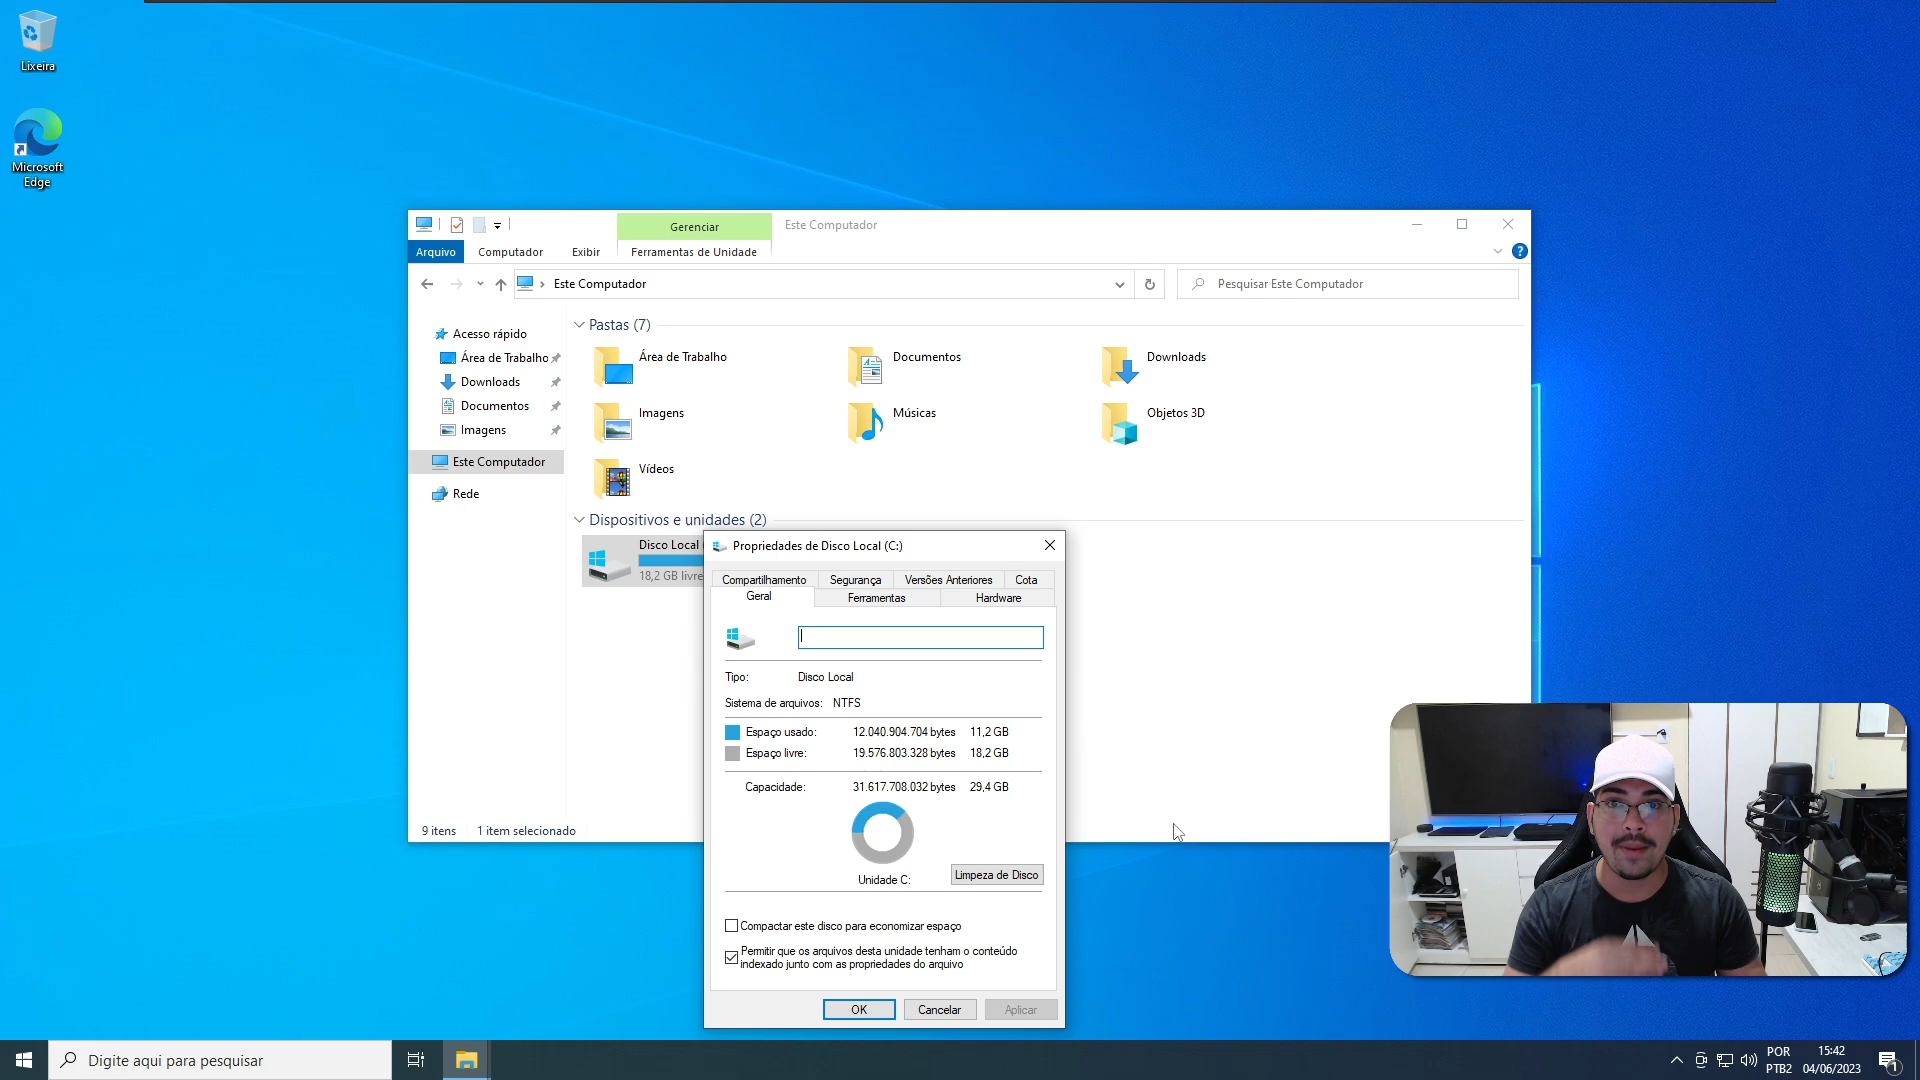 Lixeira
Microsoft
Edge
Gerenciar
Este Computador
Arquivo
Computador
Exibir
Ferramentas de Unidade
?
Este Computador
Pesquisar Este Computador
Acesso rápido
Área de Trabalho
Downloads
Documentos
Imagens
Este Computador
Rede
Pastas (7)
Área de Trabalho
Documentos
Downloads
Imagens
Músicas
Objetos 3D
Vídeos
Dispositivos e unidades (2)
Disco Local
18,2 GB livre
9 itens
1 item selecionado
Propriedades de Disco Local (C:)
Compartilhamento
Segurança
Versões Anteriores
Cota
Geral
Ferramentas
Hardware
Tipo: Disco Local
Sistema de arquivos: NTFS
Espaço usado: 12.040.904.704 bytes 11,2 GB
Espaço livre: 19.576.803.328 bytes 18,2 GB
Capacidade: 31.617.708.032 bytes 29,4 GB
Unidade C:
Limpeza de Disco
Compactar este disco para economizar espaço
Permitir que os arquivos desta unidade tenham o conteúdo
indexado junto com as propriedades do arquivo
OK
Cancelar
Aplicar
Digite aqui para pesquisar
POR
PTB2
15:42
04/06/2023
1